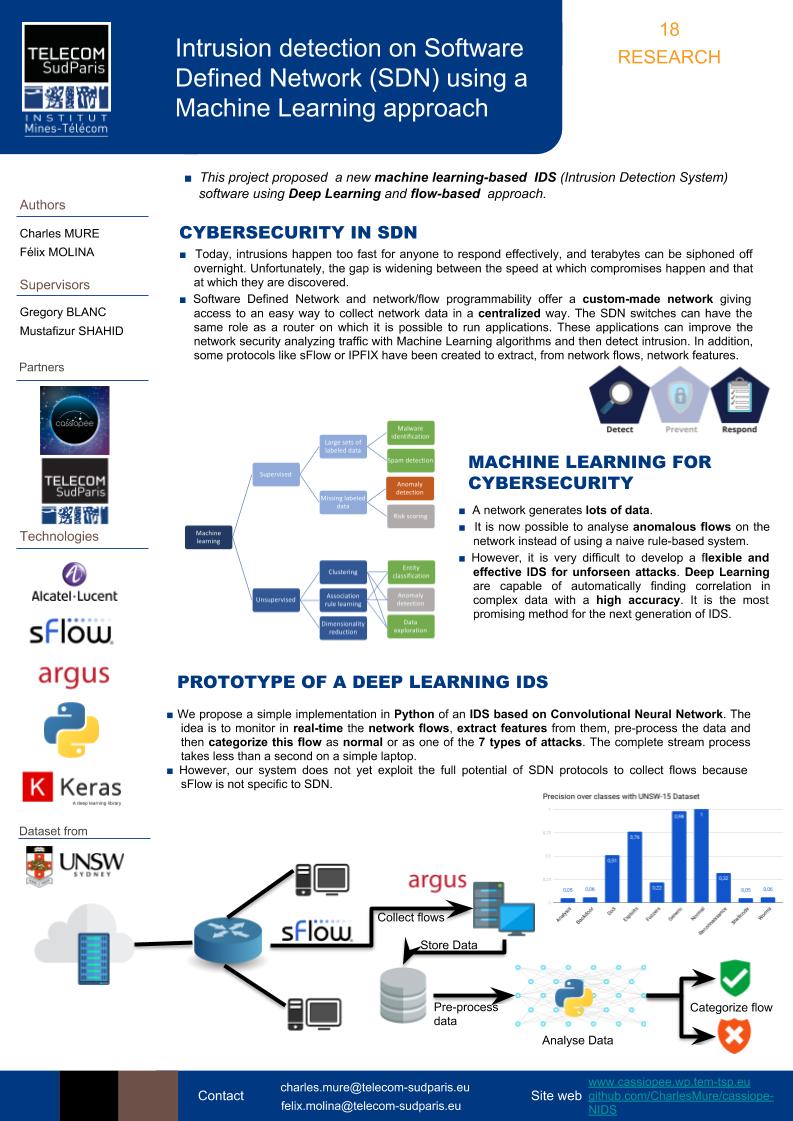 TELECOM
SudParis
INSTITUT
Mines-Télécom
Intrusion detection on Software
Defined Network (SDN) using a
Machine Learning approach
18
RESEARCH
■ This project proposed a new machine learning-based IDS (Intrusion Detection System)
software using Deep Learning and flow-based approach.
Authors
Charles MURE
Félix MOLINA
Supervisors
Gregory BLANC
Mustafizur SHAHID
Partners
cassiopee
TELECOM
SudParis
Technologies
Alcatel·Lucent
sFlow
argus
Keras
A deep learning library
Dataset from
UNSW
SYDNEY
CYBERSECURITY IN SDN
■ Today, intrusions happen too fast for anyone to respond effectively, and terabytes can be siphoned off
overnight. Unfortunately, the gap is widening between the speed at which compromises happen and that
at which they are discovered.
■ Software Defined Network and network/flow programmability offer a custom-made network giving
access to an easy way to collect network data in a centralized way. The SDN switches can have the
same role as a router on which it is possible to run applications. These applications can improve the
network security analyzing traffic with Machine Learning algorithms and then detect intrusion. In addition,
some protocols like sFlow or IPFIX have been created to extract, from network flows, network features.
Detect
Prevent
Respond
Machine
learning
Supervised
Unsupervised
Large sets of
labeled data
Missing labeled
data
Clustering
Association
rule learning
Dimensionality
reduction
Malware
identification
Spam detection
Anomaly
detection
Risk scoring
Entity
classification
Anomaly
detection
Data
exploration
MACHINE LEARNING FOR
CYBERSECURITY
■ A network generates lots of data.
■ It is now possible to analyse anomalous flows on the
network instead of using a naive rule-based system.
■ However, it is very difficult to develop a flexible and
effective IDS for unforseen attacks. Deep Learning
are capable of automatically finding correlation in
complex data with a high accuracy. It is the most
promising method for the next generation of IDS.
PROTOTYPE OF A DEEP LEARNING IDS
■ We propose a simple implementation in Python of an IDS based on Convolutional Neural Network. The
idea is to monitor in real-time the network flows, extract features from them, pre-process the data and
then categorize this flow as normal or as one of the 7 types of attacks. The complete stream process
takes less than a second on a simple laptop.
■ However, our system does not yet exploit the full potential of SDN protocols to collect flows because
sFlow is not specific to SDN.
Precision over classes with UNSW-15 Dataset
1
0,75
0,5
0,25
0
0,05
0,06
0,51
0,76
0,22
0,98
1
0,32
0,05
0,06
Analysis
Backdoor
DoS
Exploits
Fuzzers
Generic
Normal
Reconnaissance
Shellcode
Worms
sFlow
argus
Collect flows
Store Data
Pre-process
data
Analyse Data
Categorize flow
Contact
charles.mure@telecom-sudparis.eu
felix.molina@telecom-sudparis.eu
Site web
www.cassiopee.wp.tem-tsp.eu
github.com/CharlesMure/cassiope-
NIDS